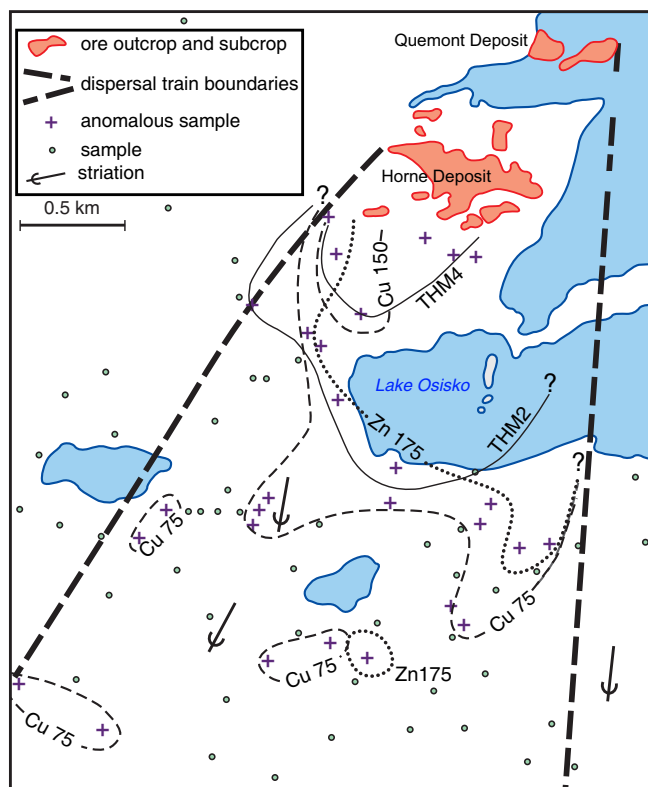 ore outcrop and subcrop
dispersal train boundaries
anomalous sample
sample
striation
0.5 km
Quemont Deposit
Horne Deposit
?
Cu 150
THM4
Lake Osisko
?
Zn 175
THM2
?
Cu 75
Cu 75
Cu 75
Zn175
Cu 75